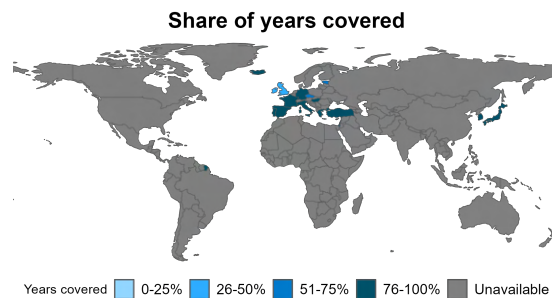 Share of years covered
Years covered 0-25% 26-50% 51-75% 76-100% Unavailable